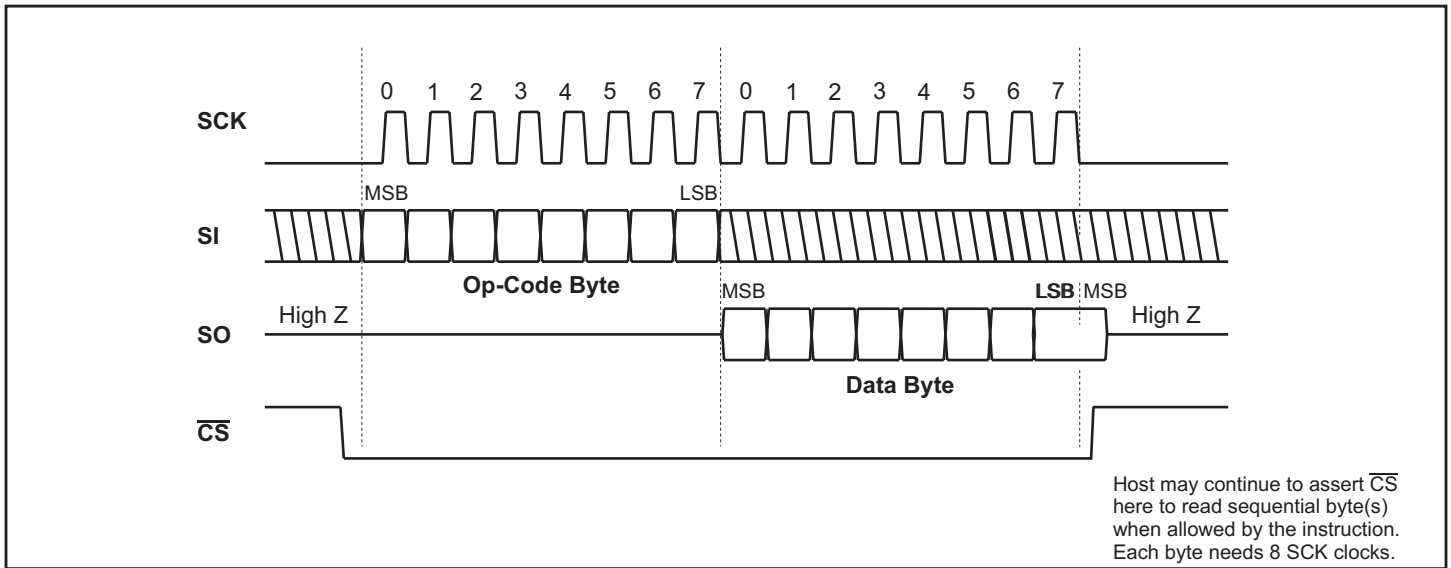 0 1 2 3 4 5 6 7 0 1 2 3 4 5 6 7
SCK
MSB LSB
SI
Op-Code Byte
MSB LSB MSB
High Z High Z
SO
Data Byte
CS
Host may continue to assert CS
here to read sequential byte(s)
when allowed by the instruction.
Each byte needs 8 SCK clocks.